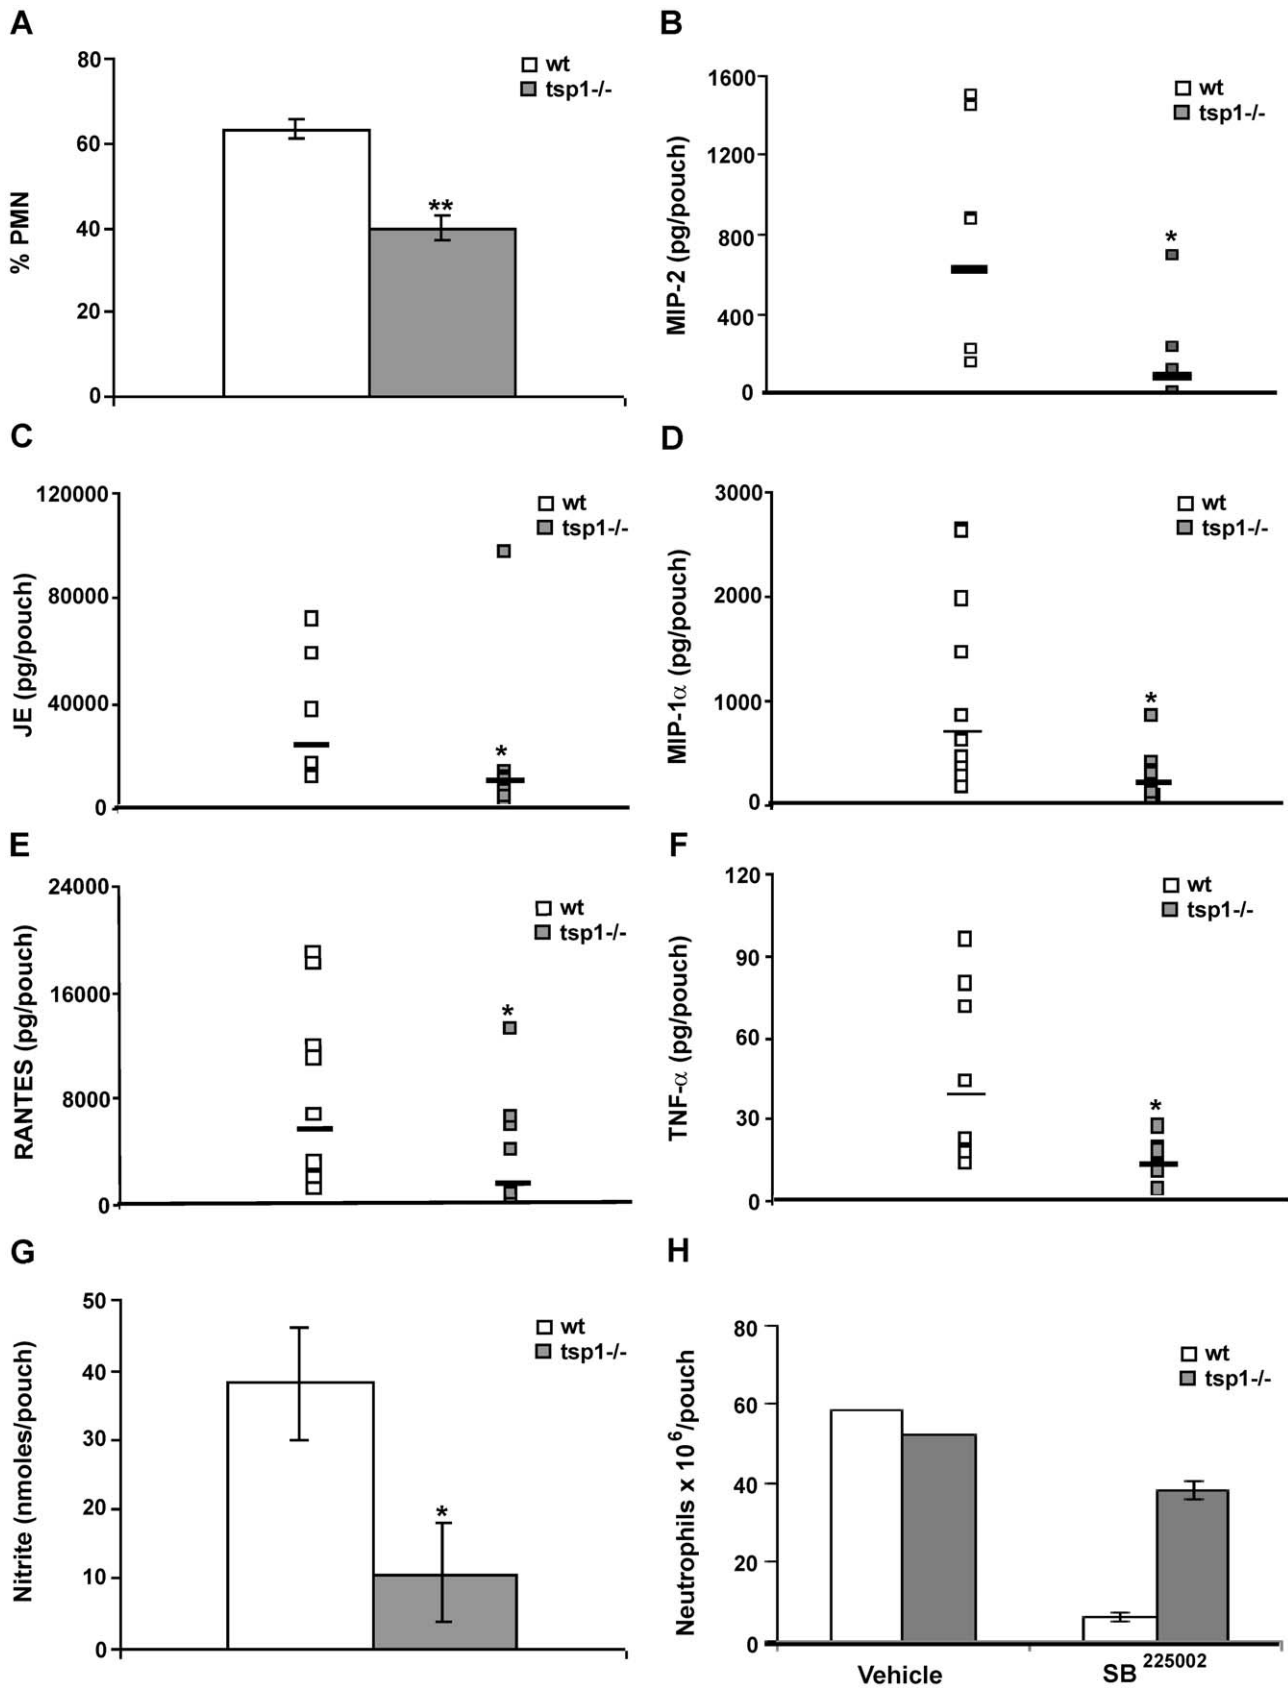 A
80
60
40
20
0
% PMN
wt
tsp1-/-
**
B
1600
1200
800
400
0
MIP-2 (pg/pouch)
wt
tsp1-/-
*
C
120000
80000
40000
0
JE (pg/pouch)
wt
tsp1-/-
*
D
3000
2000
1000
0
MIP-1α (pg/pouch)
wt
tsp1-/-
*
E
24000
16000
8000
0
RANTES (pg/pouch)
wt
tsp1-/-
*
F
120
90
60
30
0
TNF-α (pg/pouch)
wt
tsp1-/-
*
G
50
40
30
20
10
0
Nitrite (nmoles/pouch)
wt
tsp1-/-
*
H
80
60
40
20
0
Neutrophils x 10⁶/pouch
wt
tsp1-/-
Vehicle
SB²²⁵⁰⁰²